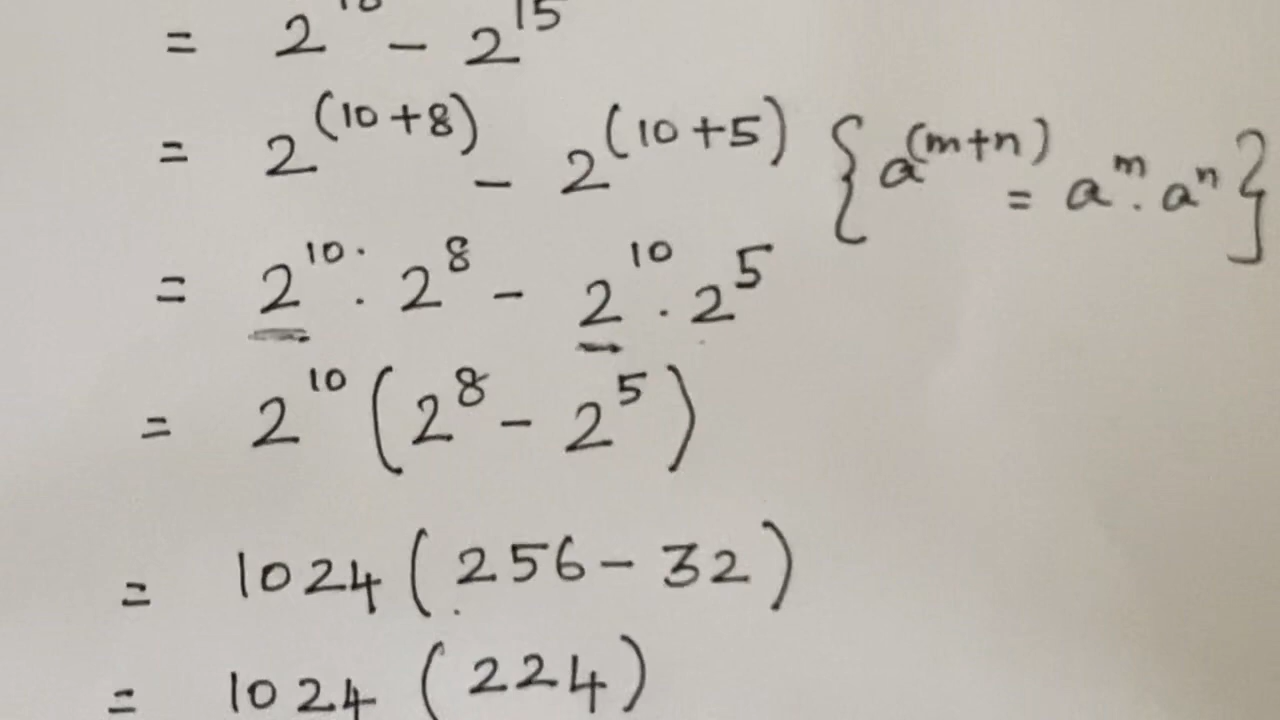 = 2^18 - 2^15
= 2^(10+8) - 2^(10+5) {a^(m+n) = a^m . a^n}
= 2^10 . 2^8 - 2^10 . 2^5
= 2^10 (2^8 - 2^5)
= 1024 (256 - 32)
= 1024 (224)